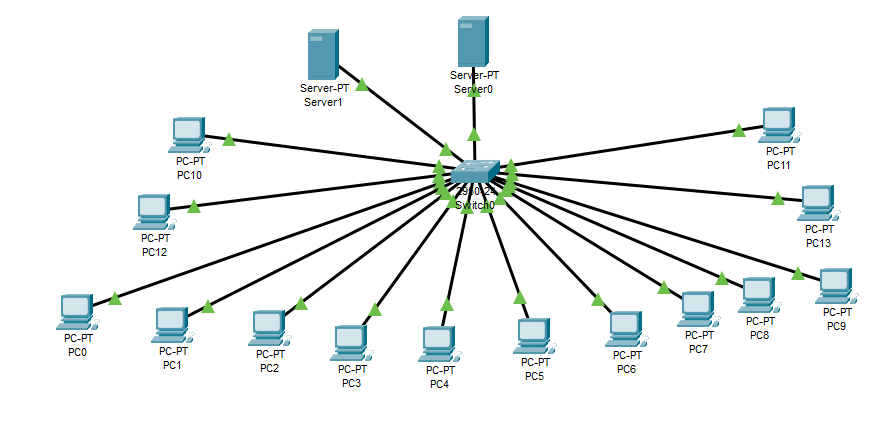 Server-PT
Server1
Server-PT
Server0
PC-PT
PC10
PC-PT
PC11
PC-PT
PC12
2960-24
Switch0
PC-PT
PC13
PC-PT
PC0
PC-PT
PC1
PC-PT
PC2
PC-PT
PC3
PC-PT
PC4
PC-PT
PC5
PC-PT
PC6
PC-PT
PC7
PC-PT
PC8
PC-PT
PC9